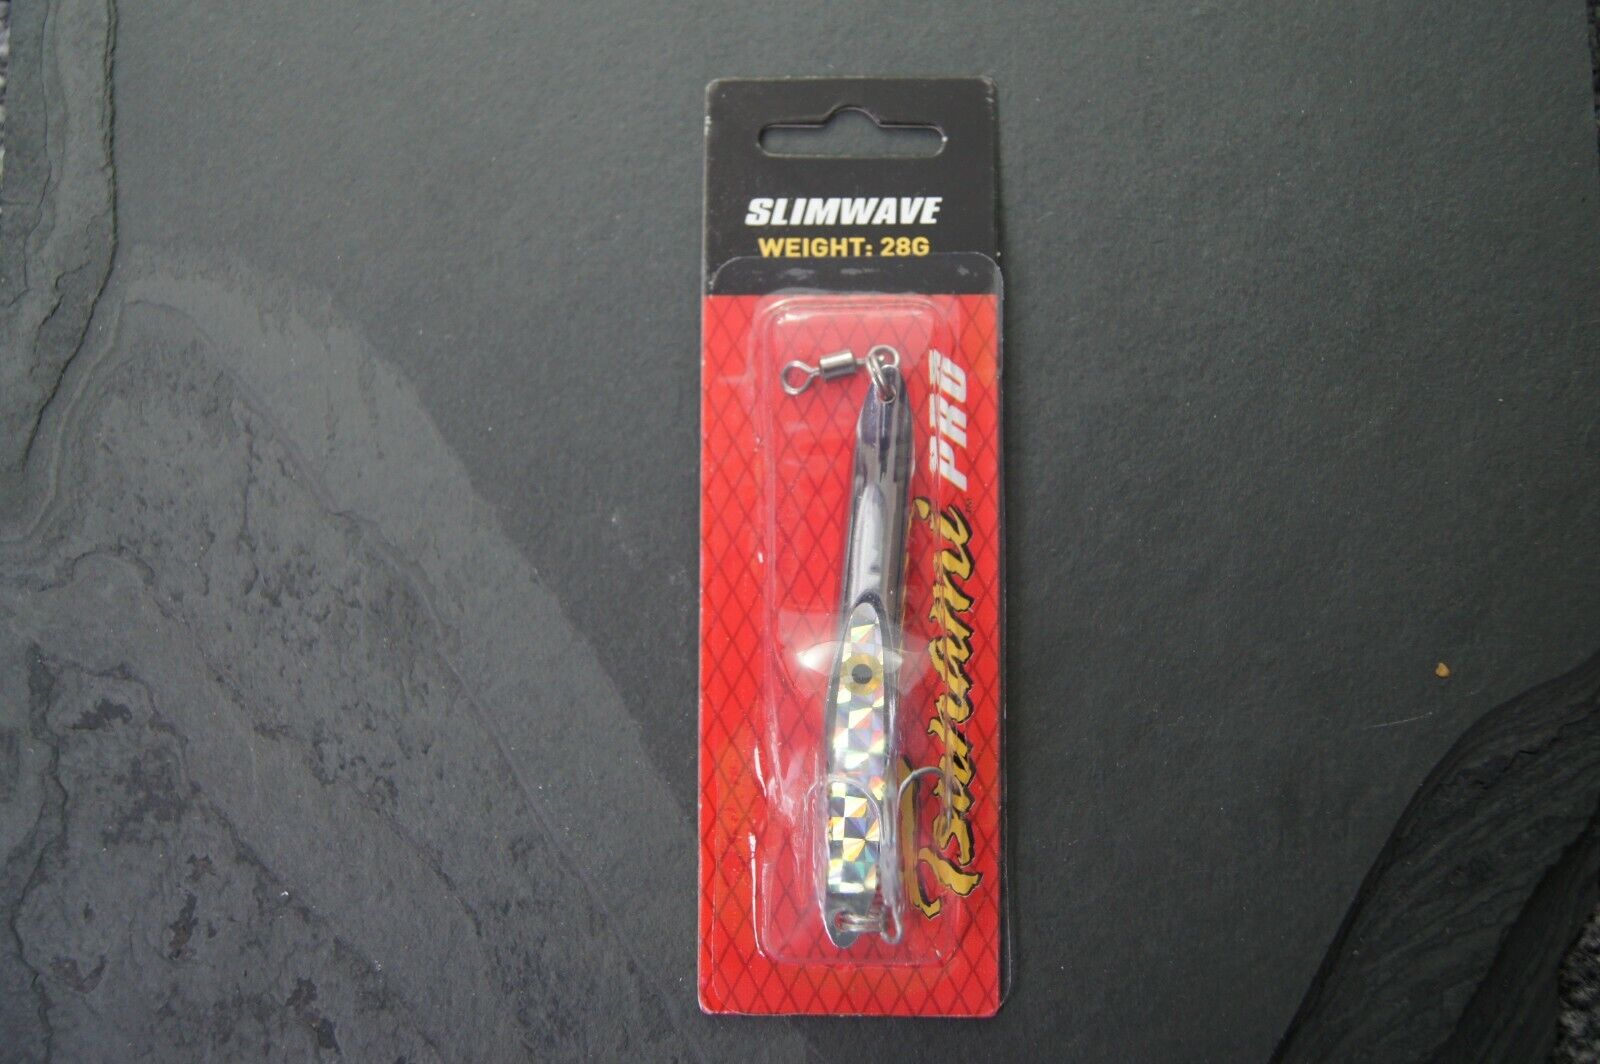 SLIMWAVE
WEIGHT: 28G
Tsunami PRO